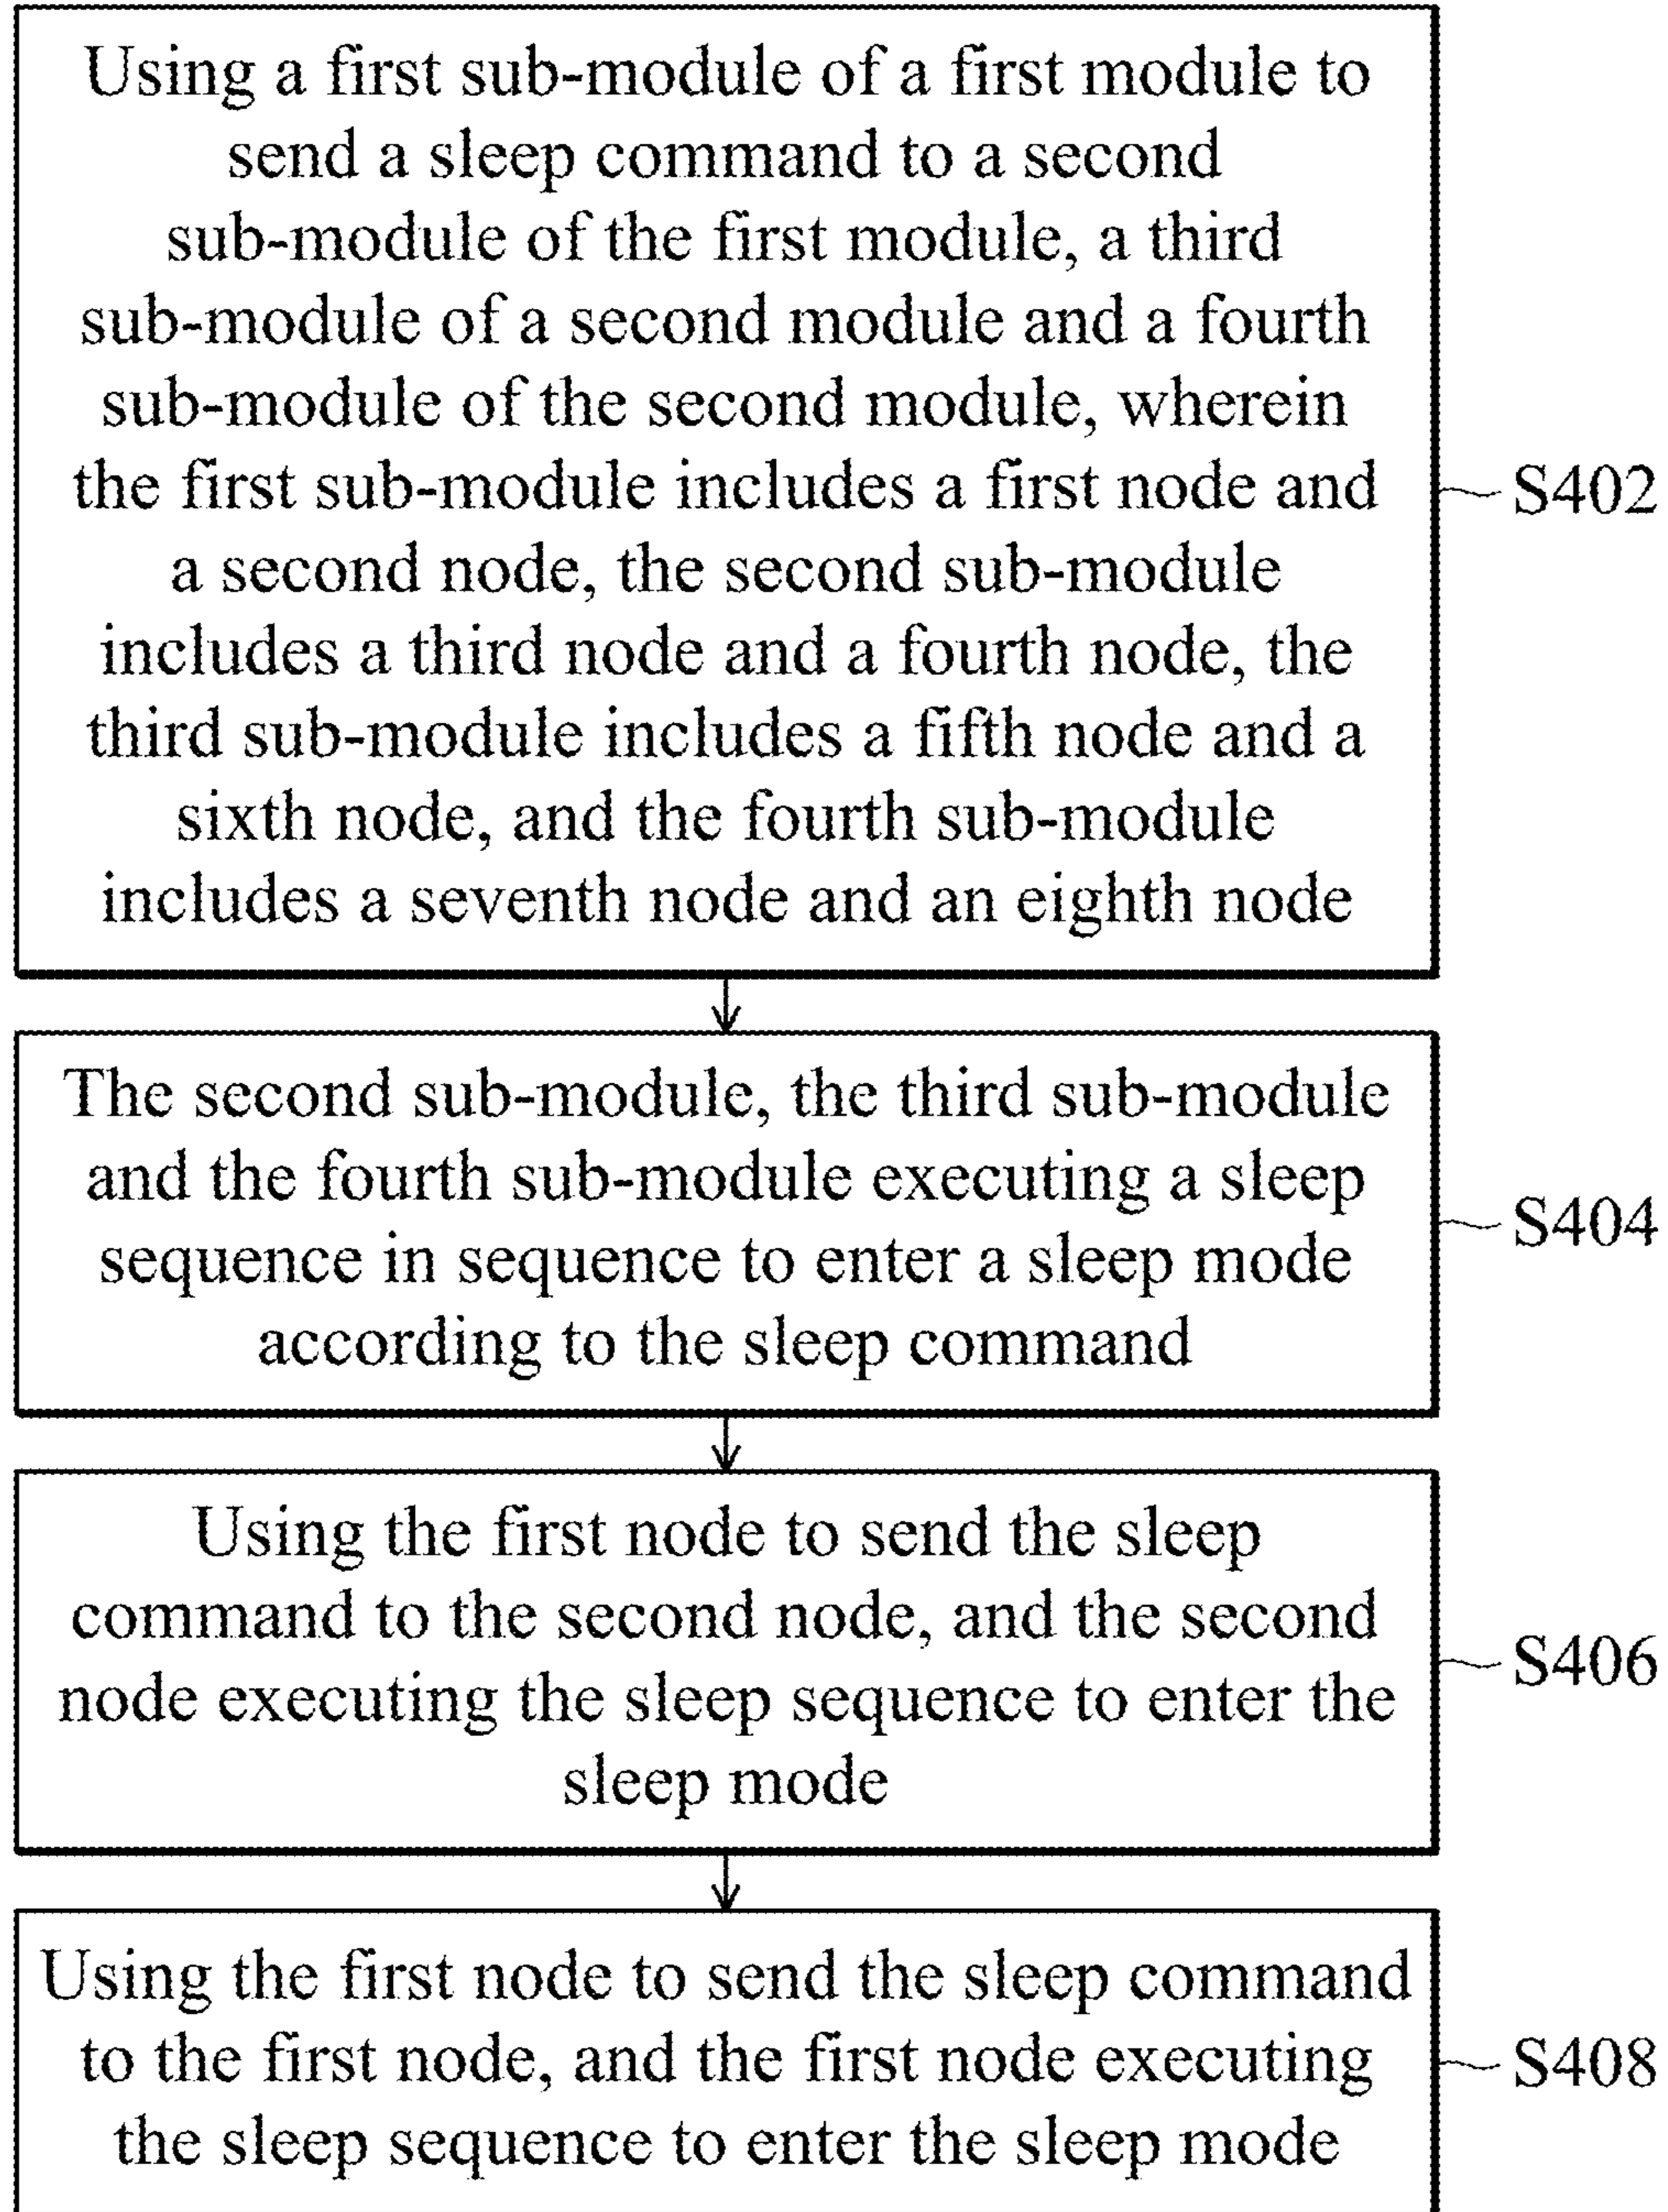 Using a first sub-module of a first module to
send a sleep command to a second
sub-module of the first module, a third
sub-module of a second module and a fourth
sub-module of the second module, wherein
the first sub-module includes a first node and
a second node, the second sub-module
includes a third node and a fourth node, the
third sub-module includes a fifth node and a
sixth node, and the fourth sub-module
includes a seventh node and an eighth node
S402
The second sub-module, the third sub-module
and the fourth sub-module executing a sleep
sequence in sequence to enter a sleep mode
according to the sleep command
S404
Using the first node to send the sleep
command to the second node, and the second
node executing the sleep sequence to enter the
sleep mode
S406
Using the first node to send the sleep command
to the first node, and the first node executing
the sleep sequence to enter the sleep mode
S408